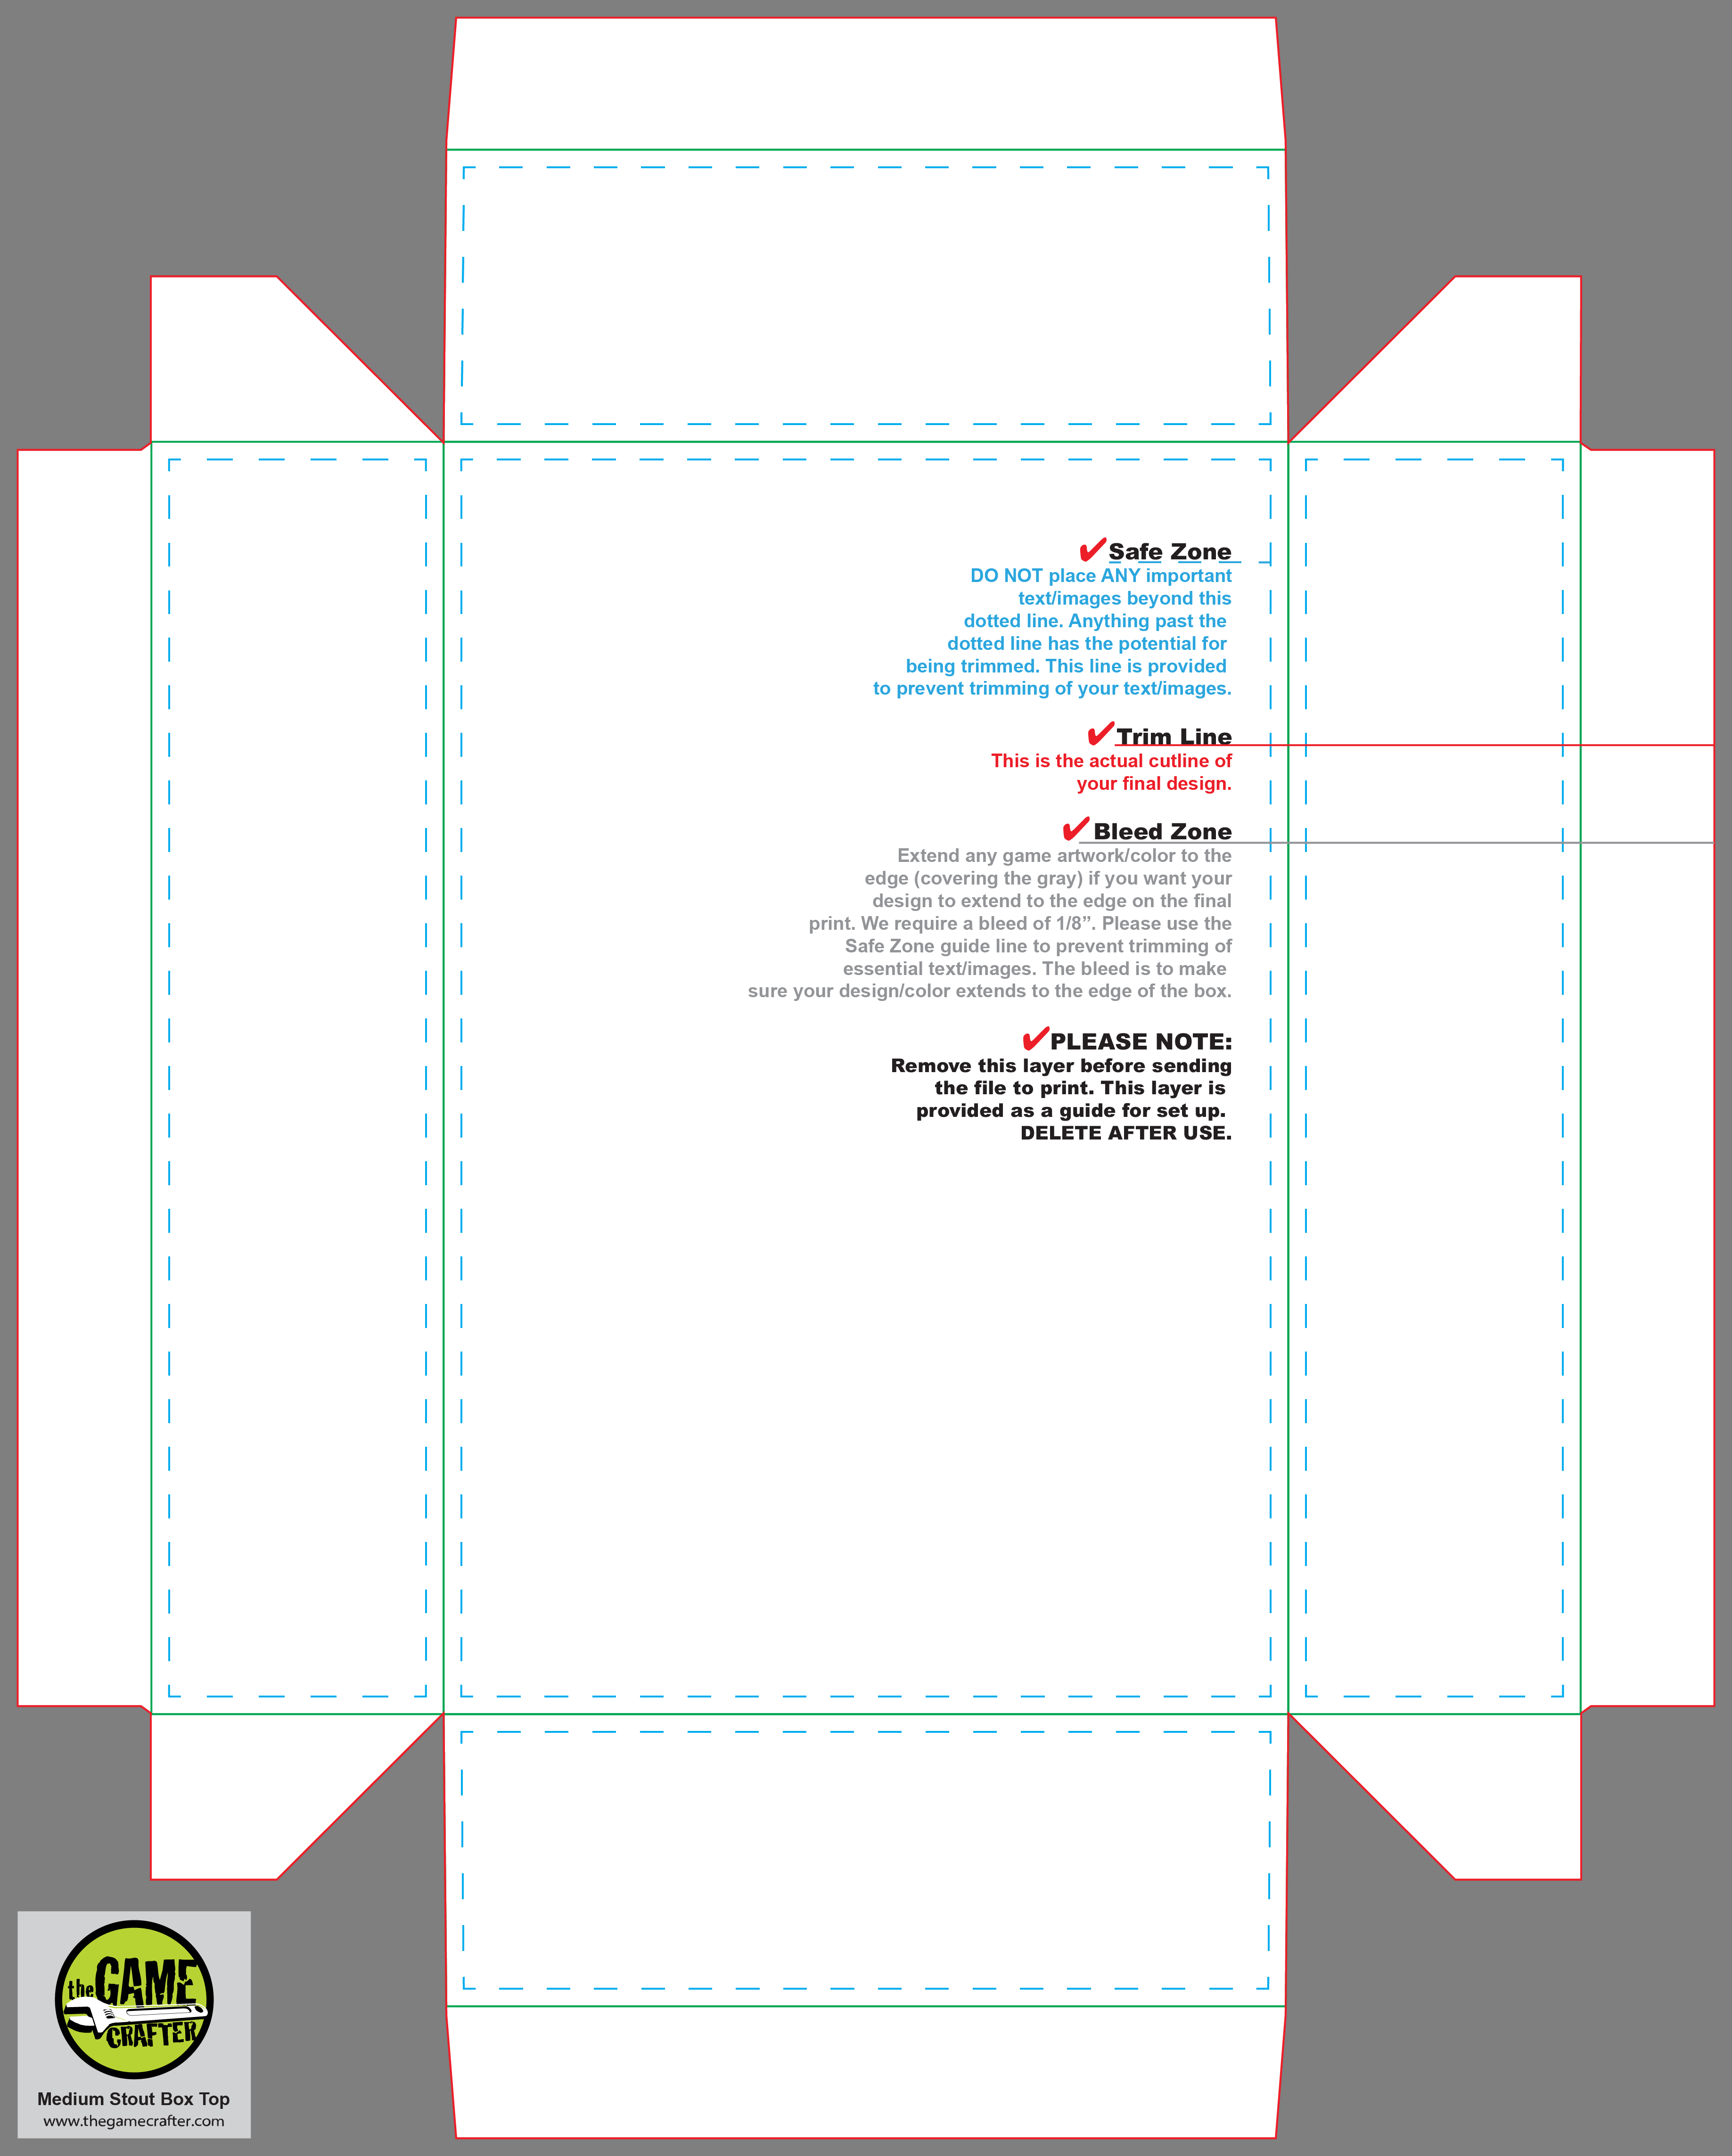 Safe Zone
DO NOT place ANY important
text/images beyond this
dotted line. Anything past the
dotted line has the potential for
being trimmed. This line is provided
to prevent trimming of your text/images.
Trim Line
This is the actual cutline of
your final design.
Bleed Zone
Extend any game artwork/color to the
edge (covering the gray) if you want your
design to extend to the edge on the final
print. We require a bleed of 1/8”. Please use the
Safe Zone guide line to prevent trimming of
essential text/images. The bleed is to make
sure your design/color extends to the edge of the box.
PLEASE NOTE:
Remove this layer before sending
the file to print. This layer is
provided as a guide for set up.
DELETE AFTER USE.
the GAME
CRAFTER
Medium Stout Box Top
www.thegamecrafter.com